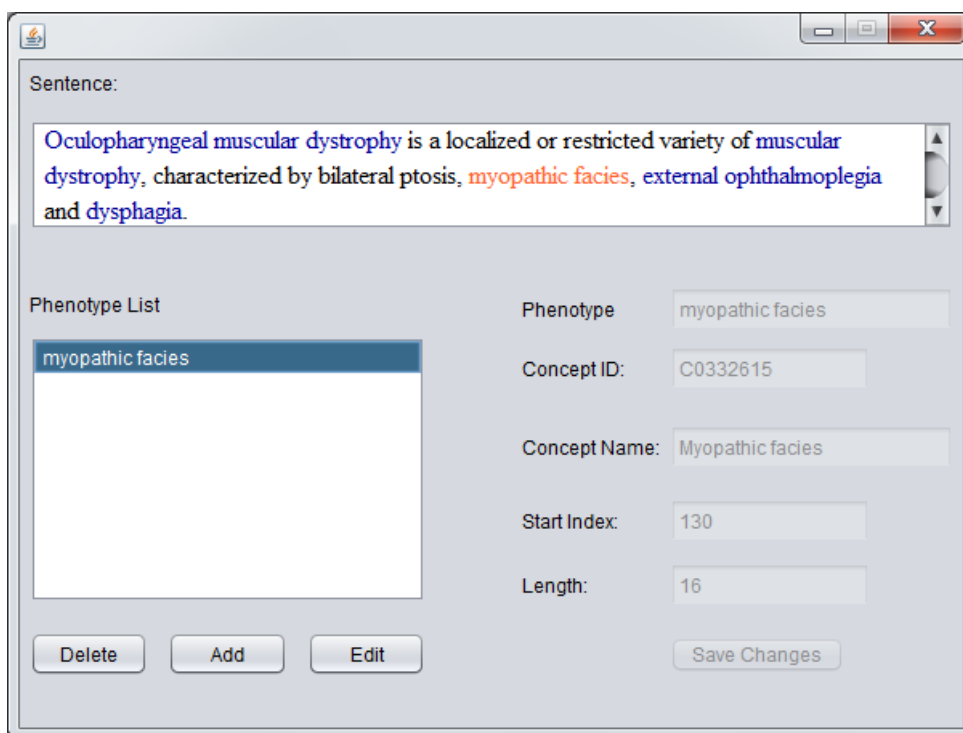 Sentence:
Oculopharyngeal muscular dystrophy is a localized or restricted variety of muscular
dystrophy, characterized by bilateral ptosis, myopathic facies, external ophthalmoplegia
and dysphagia.
Phenotype List
myopathic facies
Delete
Add
Edit
Phenotype
myopathic facies
Concept ID:
C0332615
Concept Name:
Myopathic facies
Start Index:
130
Length:
16
Save Changes